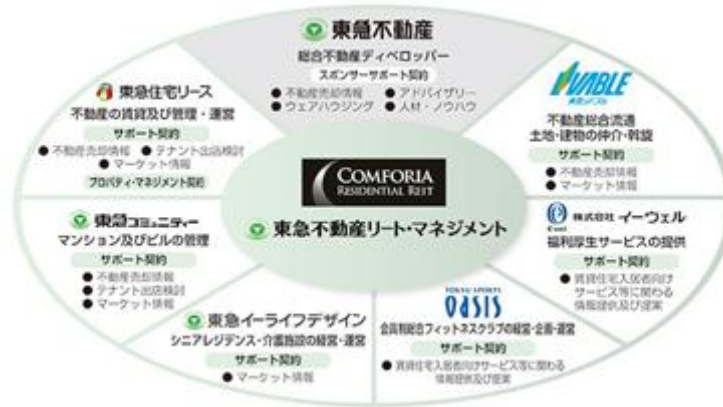 東急不動産
総合不動産ディベロッパー
スポンサーサポート契約
● 不動産売却情報 ● アドバイザリー
● ウェアハウジング ● 人材・ノウハウ
東急住宅リース
不動産の賃貸及び管理・運営
サポート契約
● 不動産売却情報 ● テナント出店検討
● マーケット情報
プロパティ・マネジメント契約
VABLE
東急リバブル
不動産総合流通
土地・建物の仲介・斡旋
サポート契約
● 不動産売却情報
● マーケット情報
COMFORIA
RESIDENTIAL REIT
東急不動産リート・マネジメント
東急コミュニティー
マンション及びビルの管理
サポート契約
● 不動産売却情報
● テナント出店検討
● マーケット情報
株式会社 イーウェル
福利厚生サービスの提供
サポート契約
● 賃貸住宅入居者向け
サービス等に関わる
情報提供及び提案
東急イーライフデザイン
シニアレジデンス・介護施設の経営・運営
サポート契約
● マーケット情報
TOKYU SPORTS
OASIS
会員制総合フィットネスクラブの経営・企画・運営
サポート契約
● 賃貸住宅入居者向けサービス等に関わる
情報提供及び提案